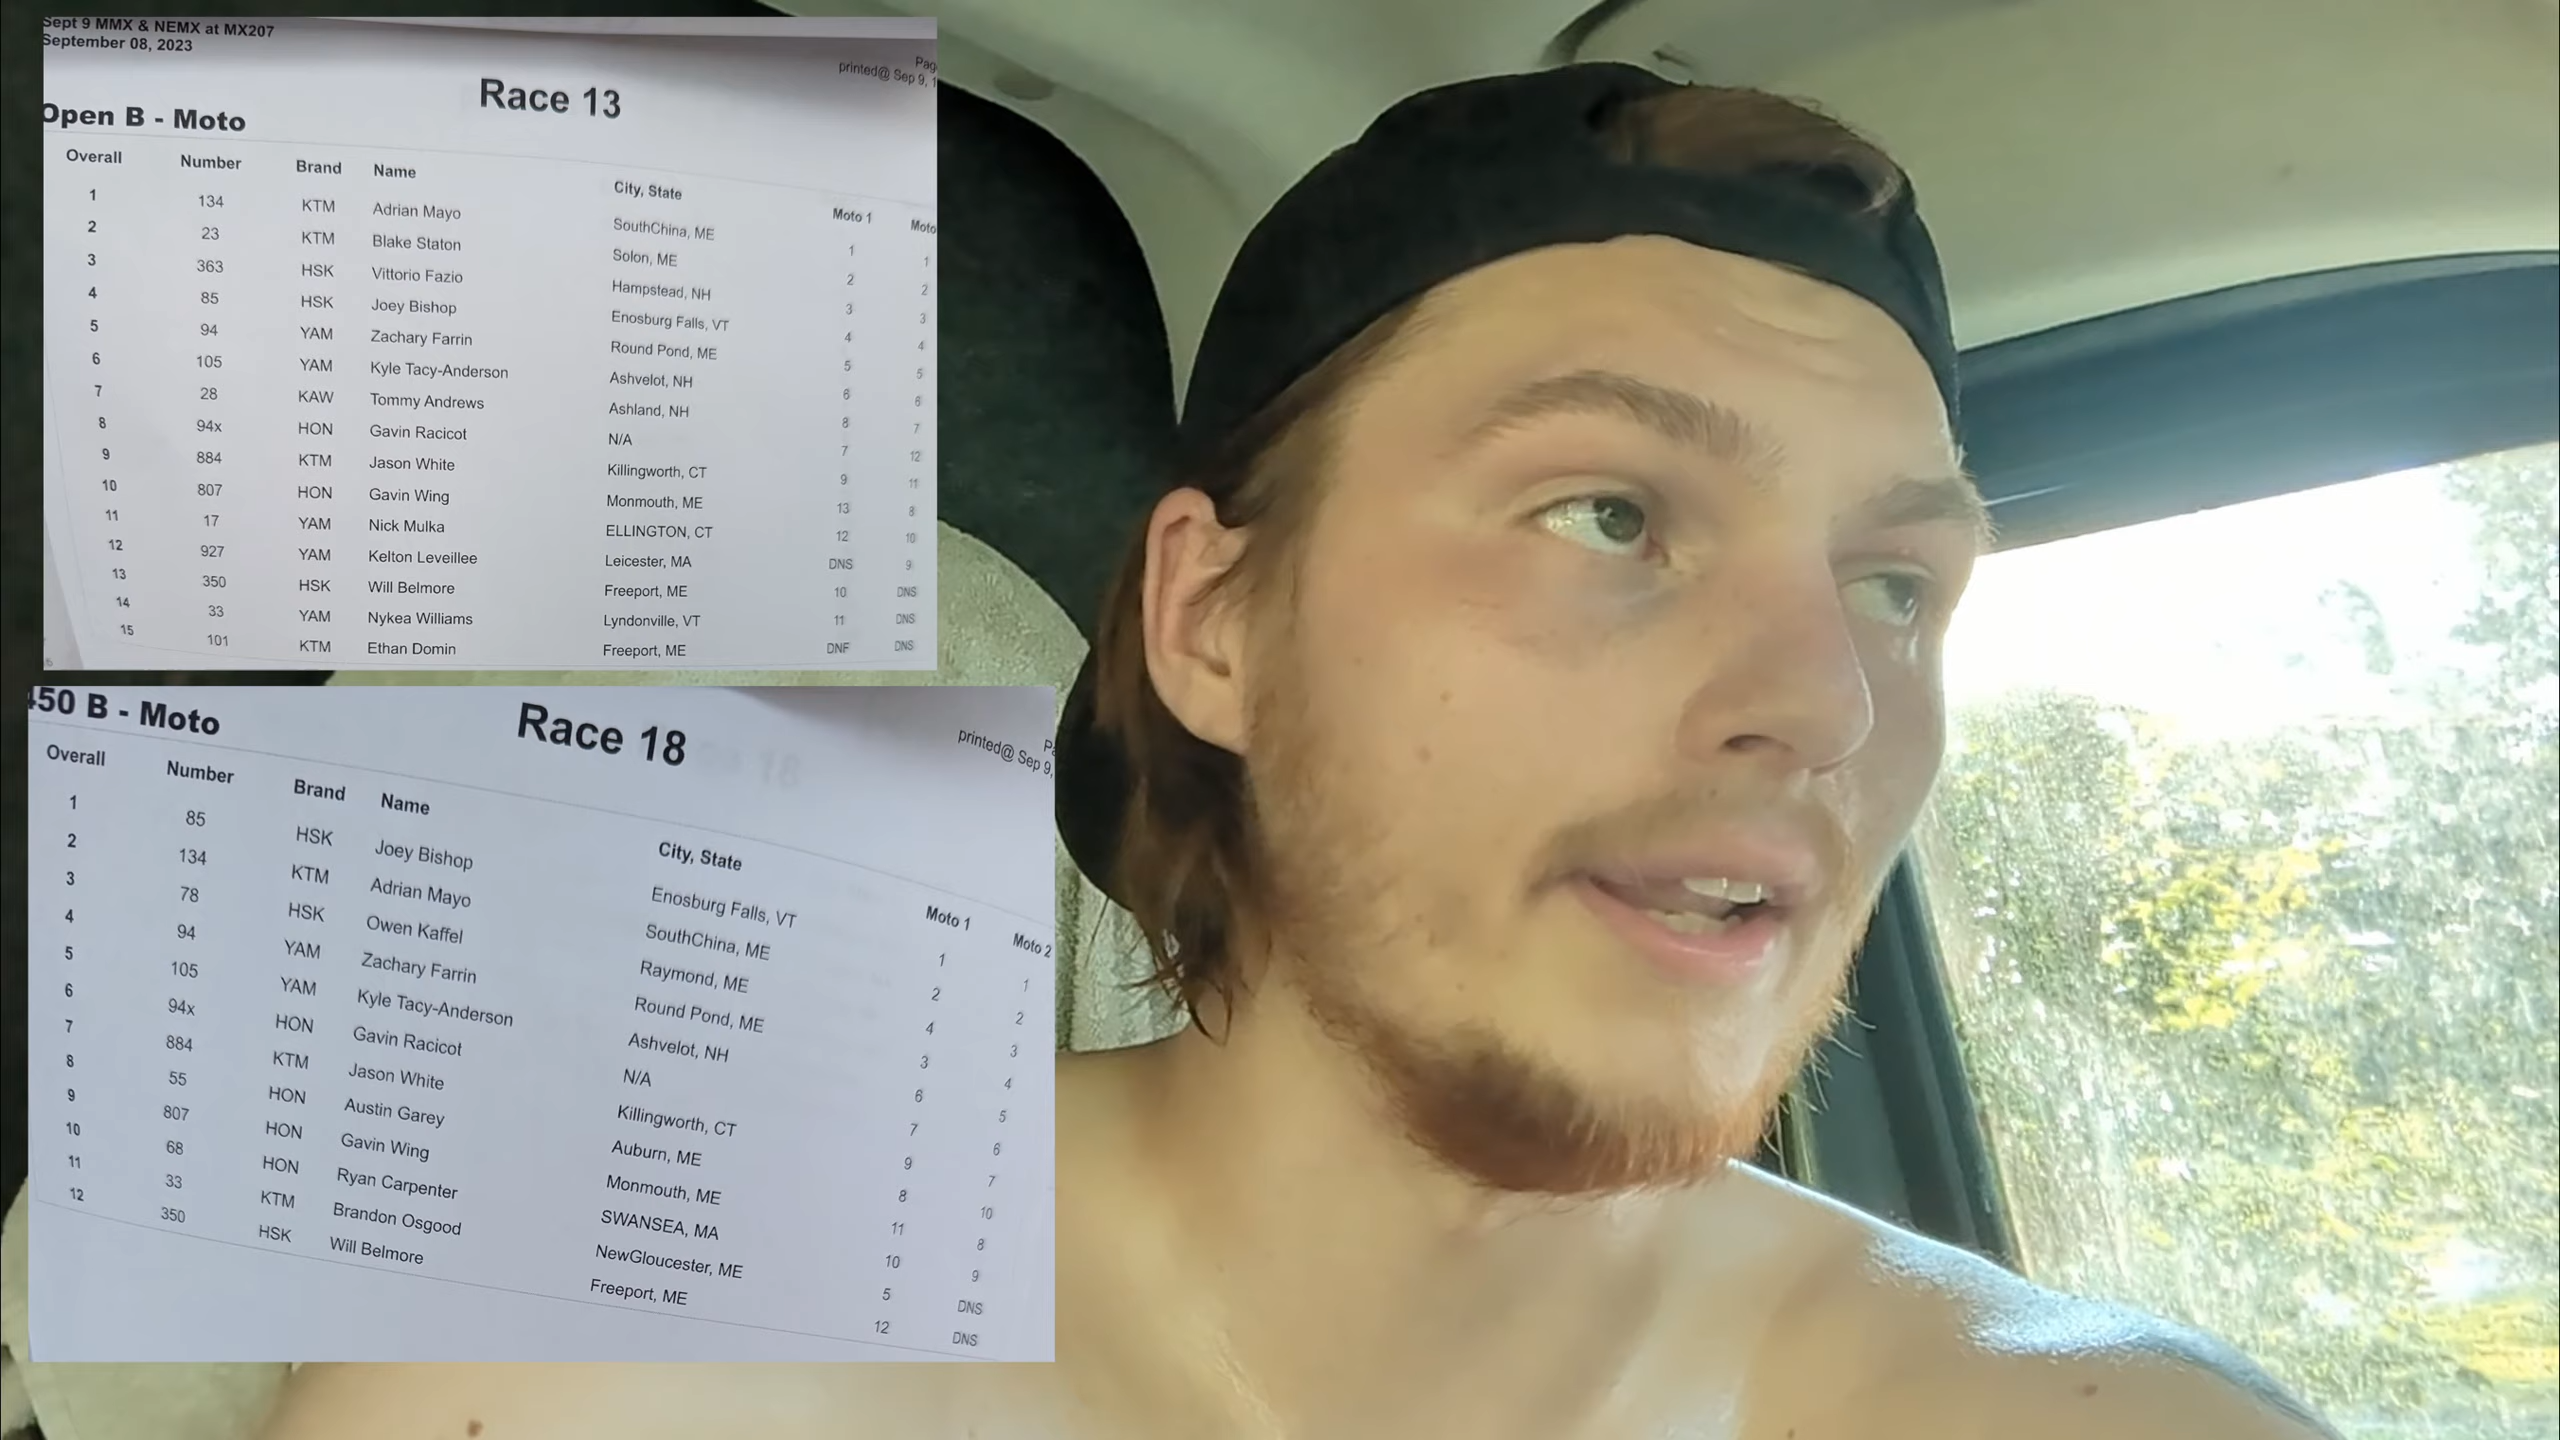 Sept 9 MMX & NEMX at MX207
September 08, 2023
Pag
printed@ Sep 9, 1
Race 13
Open B - Moto
Overall Number Brand Name City, State Moto 1 Moto
1 134 KTM Adrian Mayo SouthChina, ME 1 1
2 23 KTM Blake Staton Solon, ME 2 2
3 363 HSK Vittorio Fazio Hampstead, NH 3 3
4 85 HSK Joey Bishop Enosburg Falls, VT 4 4
5 94 YAM Zachary Farrin Round Pond, ME 5 5
6 105 YAM Kyle Tacy-Anderson Ashvelot, NH 6 6
7 28 KAW Tommy Andrews Ashland, NH 8 7
8 94x HON Gavin Racicot N/A 7 12
9 884 KTM Jason White Killingworth, CT 9 11
10 807 HON Gavin Wing Monmouth, ME 13 8
11 17 YAM Nick Mulka ELLINGTON, CT 12 10
12 927 YAM Kelton Leveillee Leicester, MA DNS 9
13 350 HSK Will Belmore Freeport, ME 10 DNS
14 33 YAM Nykea Williams Lyndonville, VT 11 DNS
15 101 KTM Ethan Domin Freeport, ME DNF DNS
450 B - Moto
Race 18
printed@ Sep 9,
Overall Number Brand Name City, State Moto 1 Moto 2
1 85 HSK Joey Bishop Enosburg Falls, VT 1 1
2 134 KTM Adrian Mayo SouthChina, ME 2 2
3 78 HSK Owen Kaffel Raymond, ME 4 3
4 94 YAM Zachary Farrin Round Pond, ME 3 4
5 105 YAM Kyle Tacy-Anderson Ashvelot, NH 6 5
6 94x HON Gavin Racicot N/A 7 6
7 884 KTM Jason White Killingworth, CT 9 7
8 55 HON Austin Garey Auburn, ME 8 10
9 807 HON Gavin Wing Monmouth, ME 11 8
10 68 HON Ryan Carpenter SWANSEA, MA 10 9
11 33 KTM Brandon Osgood NewGloucester, ME 5 DNS
12 350 HSK Will Belmore Freeport, ME 12 DNS